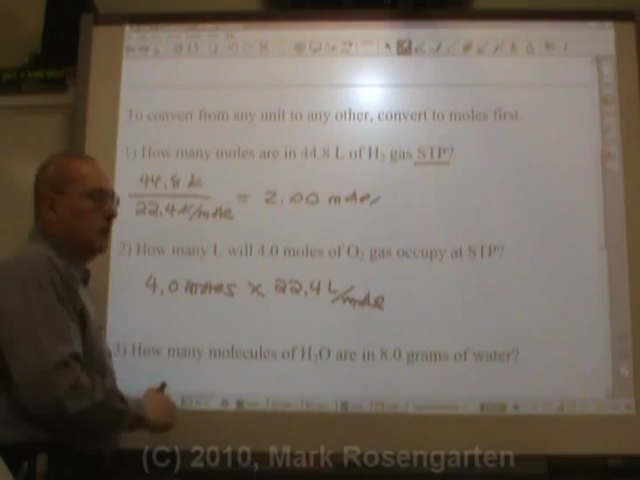 To convert from any unit to any other, convert to moles first.
1) How many moles are in 44.8 L of H₂ gas STP?
44.8 L
22.4 L/mole
= 2.00 moles
2) How many L will 4.0 moles of O₂ gas occupy at STP?
4.0 moles x 22.4 L/mole
3) How many molecules of H₂O are in 8.0 grams of water?
(C) 2010, Mark Rosengarten